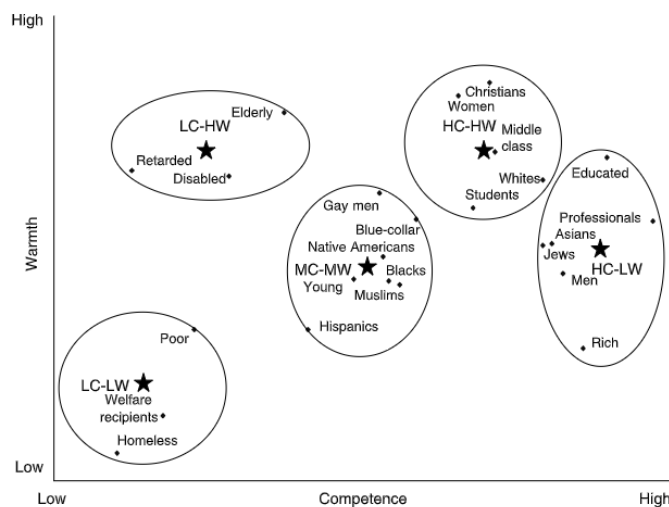 High
Christians
Women
Elderly
LC-HW
HC-HW
Middle
class
Retarded
Disabled
Whites
Educated
Students
Gay men
Professionals
Blue-collar
Asians
Native Americans
Jews
HC-LW
MC-MW
Blacks
Men
Young
Muslims
Hispanics
Poor
Rich
LC-LW
Welfare
recipients
Homeless
Warmth
Low
Low
Competence
High